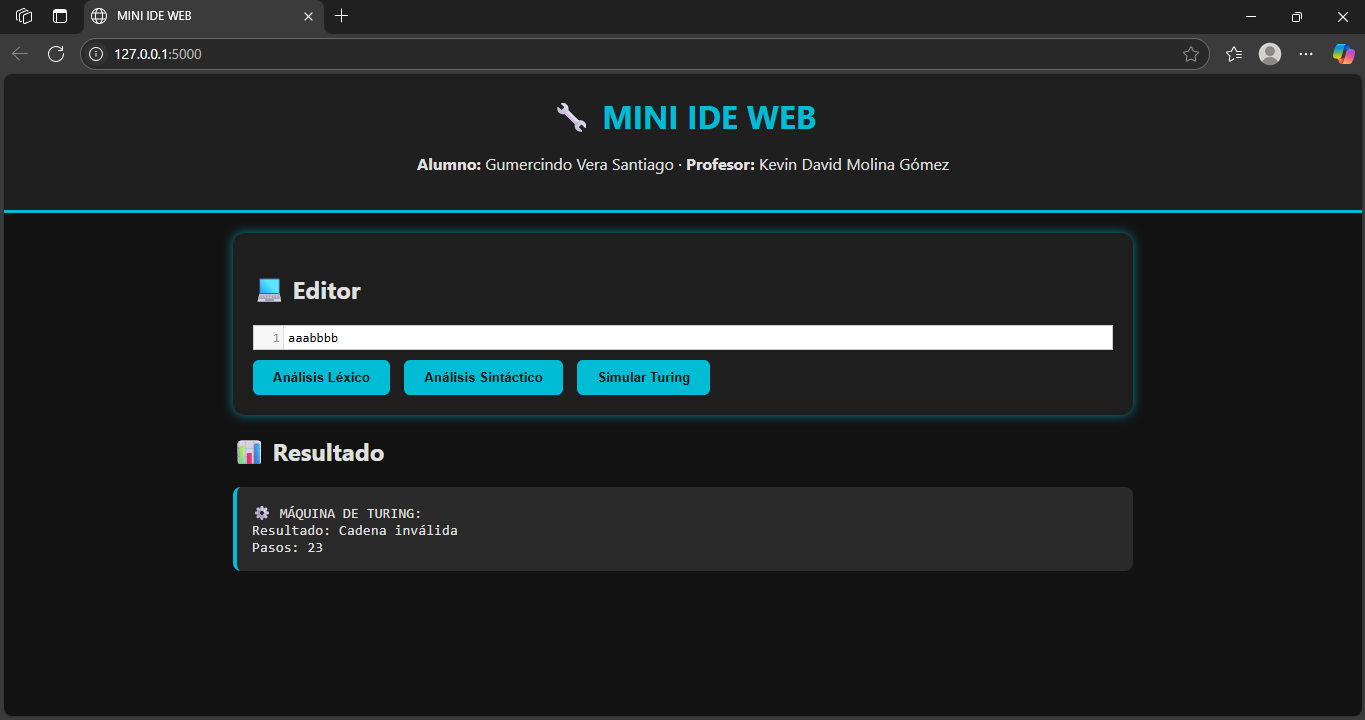 MINI IDE WEB
127.0.0.1:5000
MINI IDE WEB
Alumno: Gumercindo Vera Santiago · Profesor: Kevin David Molina Gómez
Editor
1 aaabbbb
Análisis Léxico Análisis Sintáctico Simular Turing
Resultado
MÁQUINA DE TURING:
Resultado: Cadena inválida
Pasos: 23